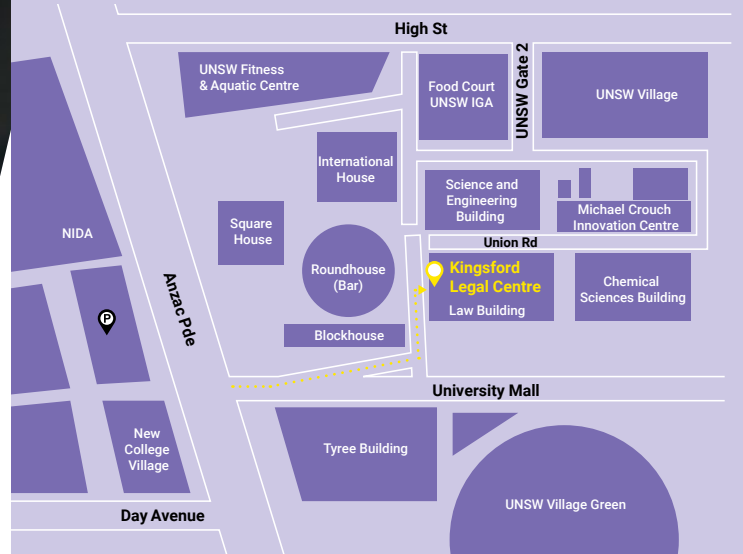 High St
UNSW Fitness
& Aquatic Centre
Food Court
UNSW IGA
UNSW Gate 2
UNSW Village
International
House
Science and
Engineering
Building
Michael Crouch
Innovation Centre
Square
House
NIDA
Union Rd
Roundhouse
(Bar)
Kingsford
Legal Centre
Law Building
Chemical
Sciences Building
Anzac Pde
P
Blockhouse
University Mall
New
College
Village
Tyree Building
UNSW Village Green
Day Avenue